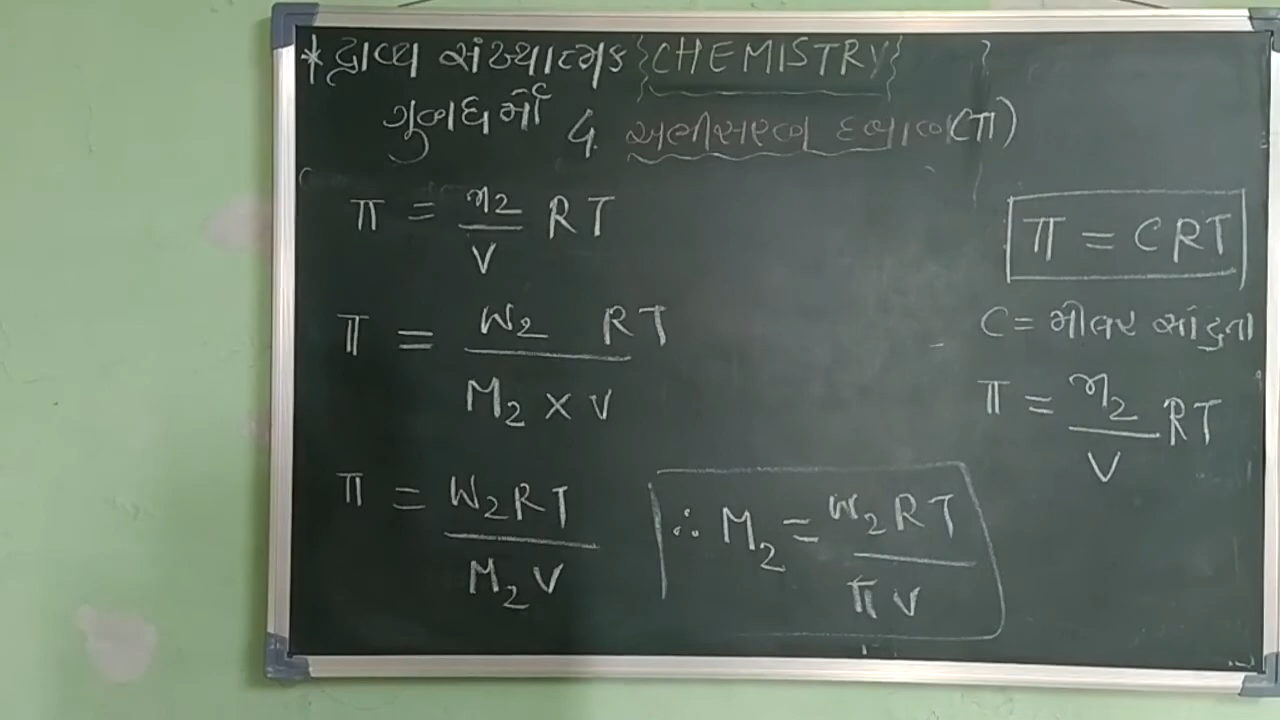 * દ્રાવ્ય સંખ્યાત્મક {CHEMISTRY}
ગુણધર્મો 4. અભીસરણ દબાણ (π)
π = n2/V RT
π = W2 RT / M2 × V
π = W2RT / M2V
∴ M2 = W2RT / πV
π = CRT
C = મોલર સાંદ્રતા
π = n2/V RT